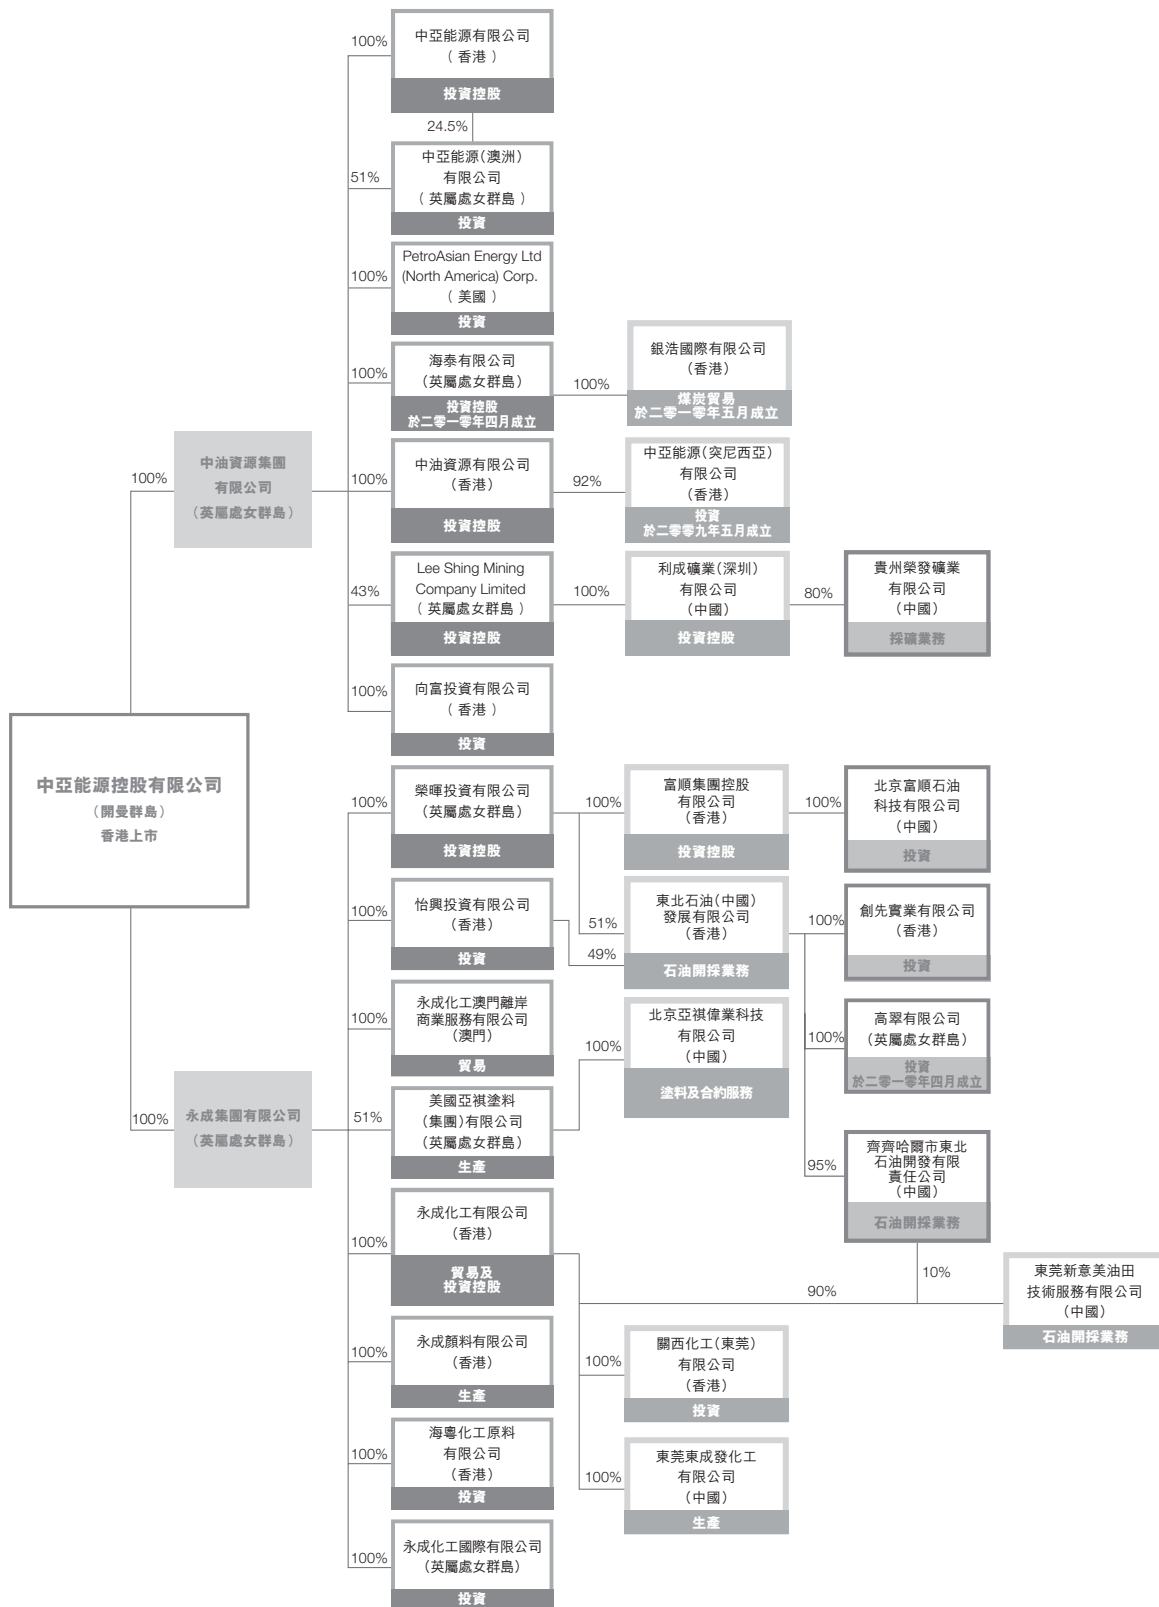 中亞能源控股有限公司
（開曼群島）
香港上市
100%
中油資源集團
有限公司
（英屬處女群島）
100%
中亞能源有限公司
（ 香港 ）
投資控股
24.5%
51%
中亞能源（澳洲）
有限公司
（ 英屬處女群島 ）
投資
100%
PetroAsian Energy Ltd
(North America) Corp.
（ 美國 ）
投資
100%
海泰有限公司
（英屬處女群島）
投資控股
於二零一零年四月成立
100%
銀浩國際有限公司
（香港）
煤炭貿易
於二零一零年五月成立
100%
中油資源有限公司
（香港）
投資控股
92%
中亞能源（突尼西亞）
有限公司
（香港）
投資
於二零零九年五月成立
43%
Lee Shing Mining
Company Limited
（ 英屬處女群島 ）
投資控股
100%
利成礦業（深圳）
有限公司
（中國）
投資控股
80%
貴州榮發礦業
有限公司
（中國）
採礦業務
100%
向富投資有限公司
（ 香港 ）
投資
100%
永成集團有限公司
（英屬處女群島）
100%
榮暉投資有限公司
（英屬處女群島）
投資控股
100%
富順集團控股
有限公司
（香港）
投資控股
100%
北京富順石油
科技有限公司
（中國）
投資
100%
怡興投資有限公司
（香港）
投資
51%
49%
東北石油（中國）
發展有限公司
（香港）
石油開採業務
100%
創先實業有限公司
（香港）
投資
100%
高翠有限公司
（英屬處女群島）
投資
於二零一零年四月成立
95%
齊齊哈爾市東北
石油開發有限
責任公司
（中國）
石油開採業務
100%
永成化工澳門離岸
商業服務有限公司
（澳門）
貿易
51%
美國亞祺塗料
（集團）有限公司
（英屬處女群島）
生產
100%
北京亞祺偉業科技
有限公司
（中國）
塗料及合約服務
100%
永成化工有限公司
（香港）
貿易及
投資控股
90%
10%
東莞新意美油田
技術服務有限公司
（中國）
石油開採業務
100%
關西化工（東莞）
有限公司
（香港）
投資
100%
東莞東成發化工
有限公司
（中國）
生產
100%
永成顏料有限公司
（香港）
生產
100%
海粵化工原料
有限公司
（香港）
投資
100%
永成化工國際有限公司
（英屬處女群島）
投資